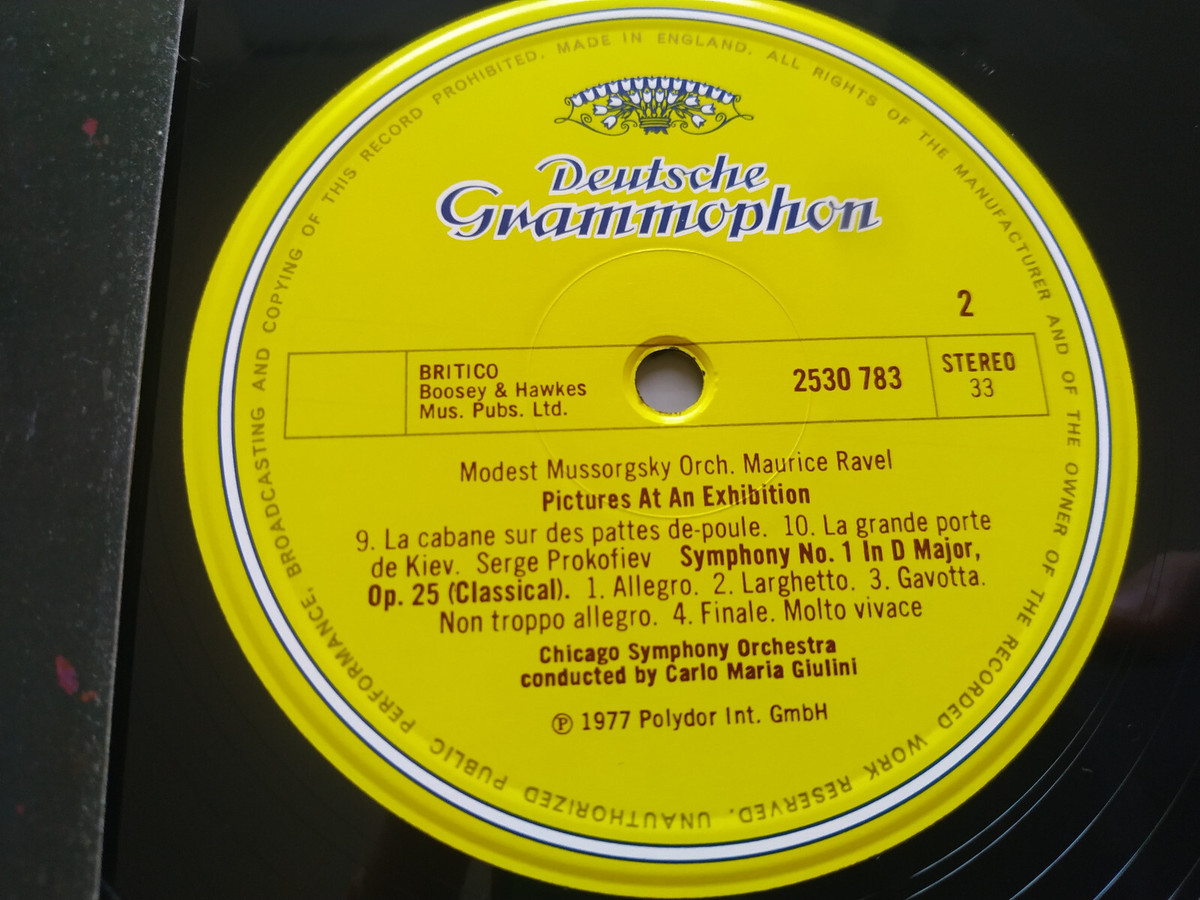 MADE IN ENGLAND. ALL RIGHTS OF THE MANUFACTURER AND OF THE OWNER OF THE RECORDED WORK RESERVED. UNAUTHORIZED PUBLIC PERFORMANCE, BROADCASTING AND COPYING OF THIS RECORD PROHIBITED.
Deutsche
Grammophon
2
BRITICO
Boosey & Hawkes
Mus. Pubs. Ltd.
2530 783
STEREO
33
Modest Mussorgsky Orch. Maurice Ravel
Pictures At An Exhibition
9. La cabane sur des pattes de-poule. 10. La grande porte
de Kiev. Serge Prokofiev Symphony No. 1 In D Major,
Op. 25 (Classical). 1. Allegro. 2. Larghetto. 3. Gavotta.
Non troppo allegro. 4. Finale. Molto vivace
Chicago Symphony Orchestra
conducted by Carlo Maria Giulini
℗ 1977 Polydor Int. GmbH